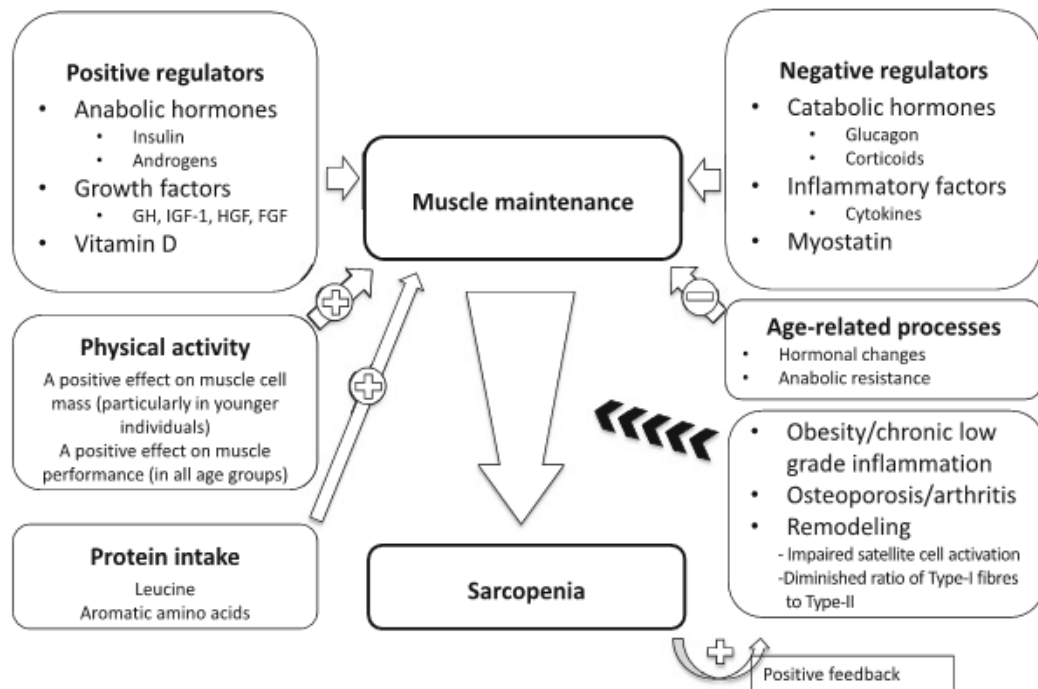 Positive regulators
• Anabolic hormones
• Insulin
• Androgens
• Growth factors
• GH, IGF-1, HGF, FGF
• Vitamin D
Muscle maintenance
Negative regulators
• Catabolic hormones
• Glucagon
• Corticoids
• Inflammatory factors
• Cytokines
• Myostatin
Physical activity
A positive effect on muscle cell
mass (particularly in younger
individuals)
A positive effect on muscle
performance (in all age groups)
Age-related processes
• Hormonal changes
• Anabolic resistance
• Obesity/chronic low
grade inflammation
• Osteoporosis/arthritis
• Remodeling
- Impaired satellite cell activation
-Diminished ratio of Type-I fibres
to Type-II
Protein intake
Leucine
Aromatic amino acids
Sarcopenia
Positive feedback